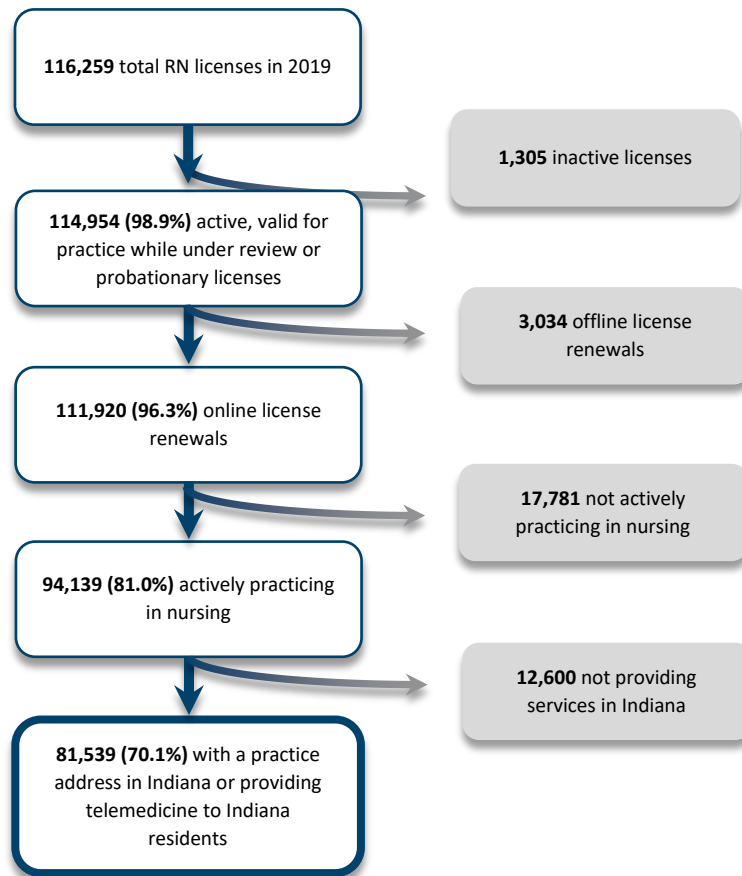 116,259 total RN licenses in 2019
1,305 inactive licenses
114,954 (98.9%) active, valid for
practice while under review or
probationary licenses
3,034 offline license
renewals
111,920 (96.3%) online license
renewals
17,781 not actively
practicing in nursing
94,139 (81.0%) actively practicing
in nursing
12,600 not providing
services in Indiana
81,539 (70.1%) with a practice
address in Indiana or providing
telemedicine to Indiana
residents